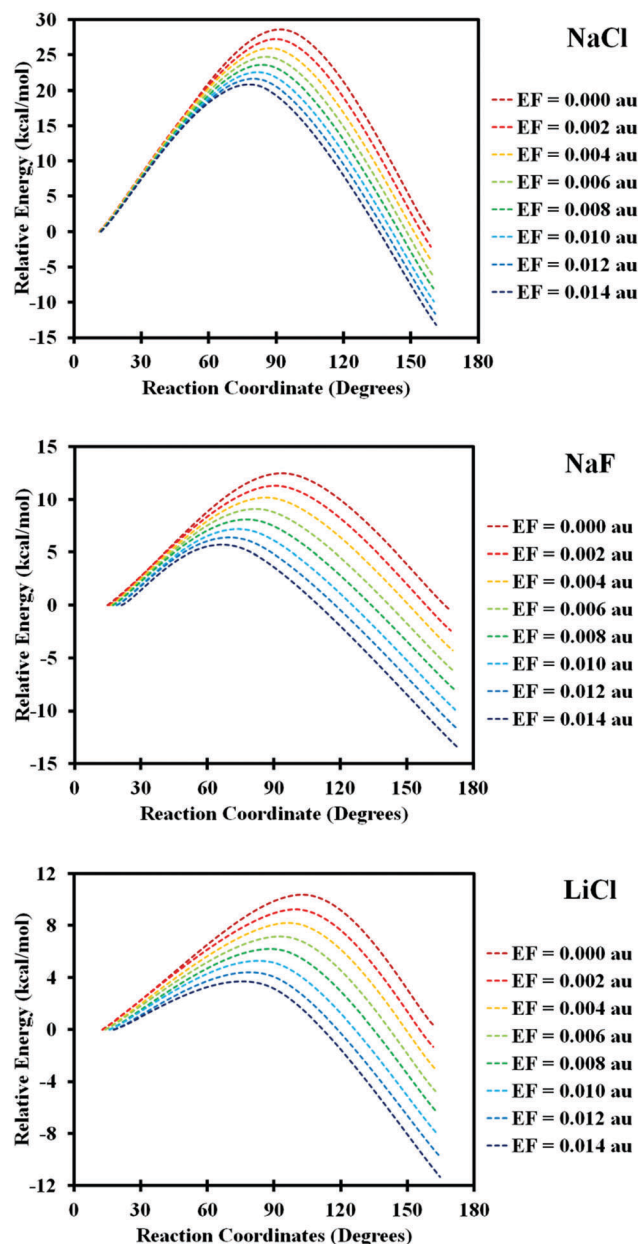 NaCl
30
25
20
15
10
5
0
-5
-10
-15
0 30 60 90 120 150 180
Relative Energy (kcal/mol)
Reaction Coordinate (Degrees)
EF = 0.000 au
EF = 0.002 au
EF = 0.004 au
EF = 0.006 au
EF = 0.008 au
EF = 0.010 au
EF = 0.012 au
EF = 0.014 au
NaF
15
10
5
0
-5
-10
-15
0 30 60 90 120 150 180
Relative Energy (kcal/mol)
Reaction Coordinate (Degrees)
EF = 0.000 au
EF = 0.002 au
EF = 0.004 au
EF = 0.006 au
EF = 0.008 au
EF = 0.010 au
EF = 0.012 au
EF = 0.014 au
LiCl
12
8
4
0
-4
-8
-12
0 30 60 90 120 150 180
Relative Energy (kcal/mol)
Reaction Coordinates (Degrees)
EF = 0.000 au
EF = 0.002 au
EF = 0.004 au
EF = 0.006 au
EF = 0.008 au
EF = 0.010 au
EF = 0.012 au
EF = 0.014 au